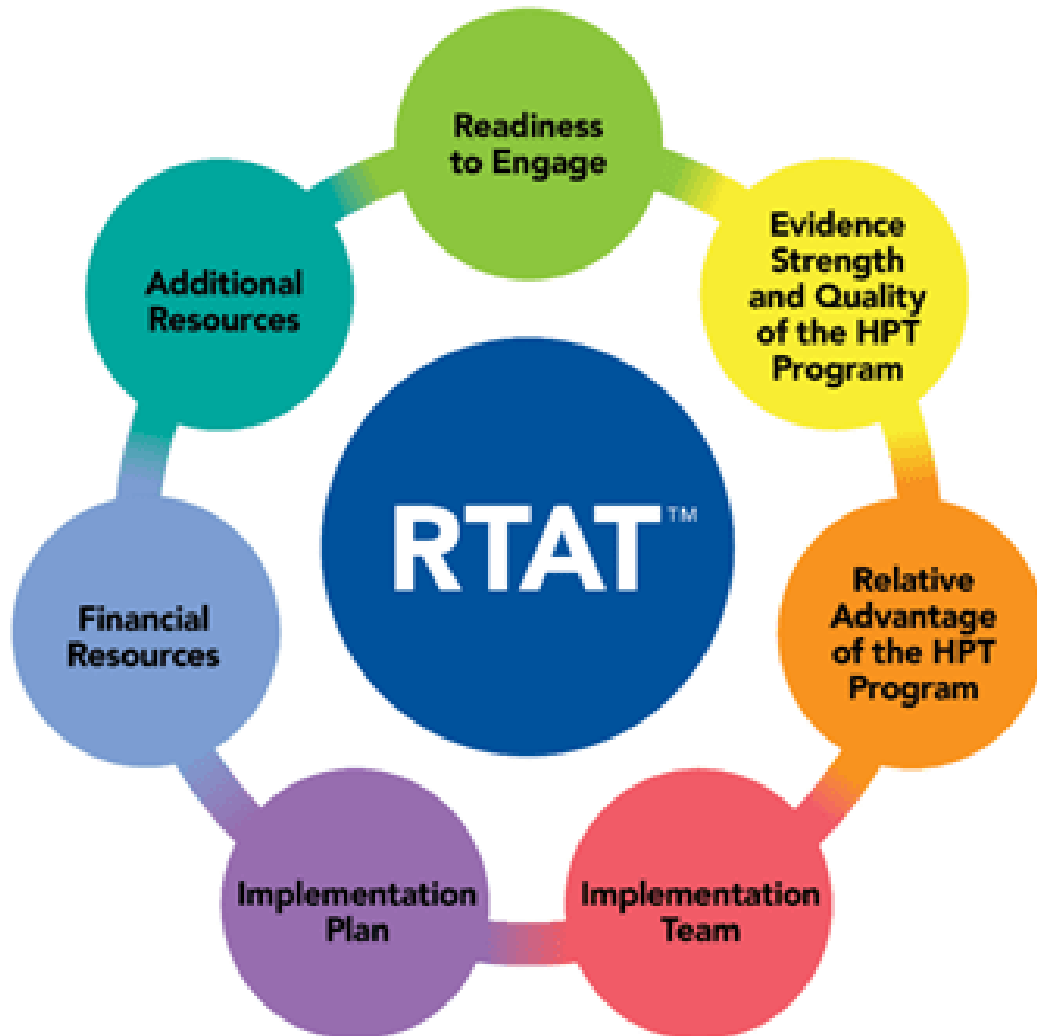 Readiness
to Engage
Evidence
Strength
and Quality
of the HPT
Program
Relative
Advantage
of the HPT
Program
Implementation
Team
Implementation
Plan
Financial
Resources
Additional
Resources
RTAT™